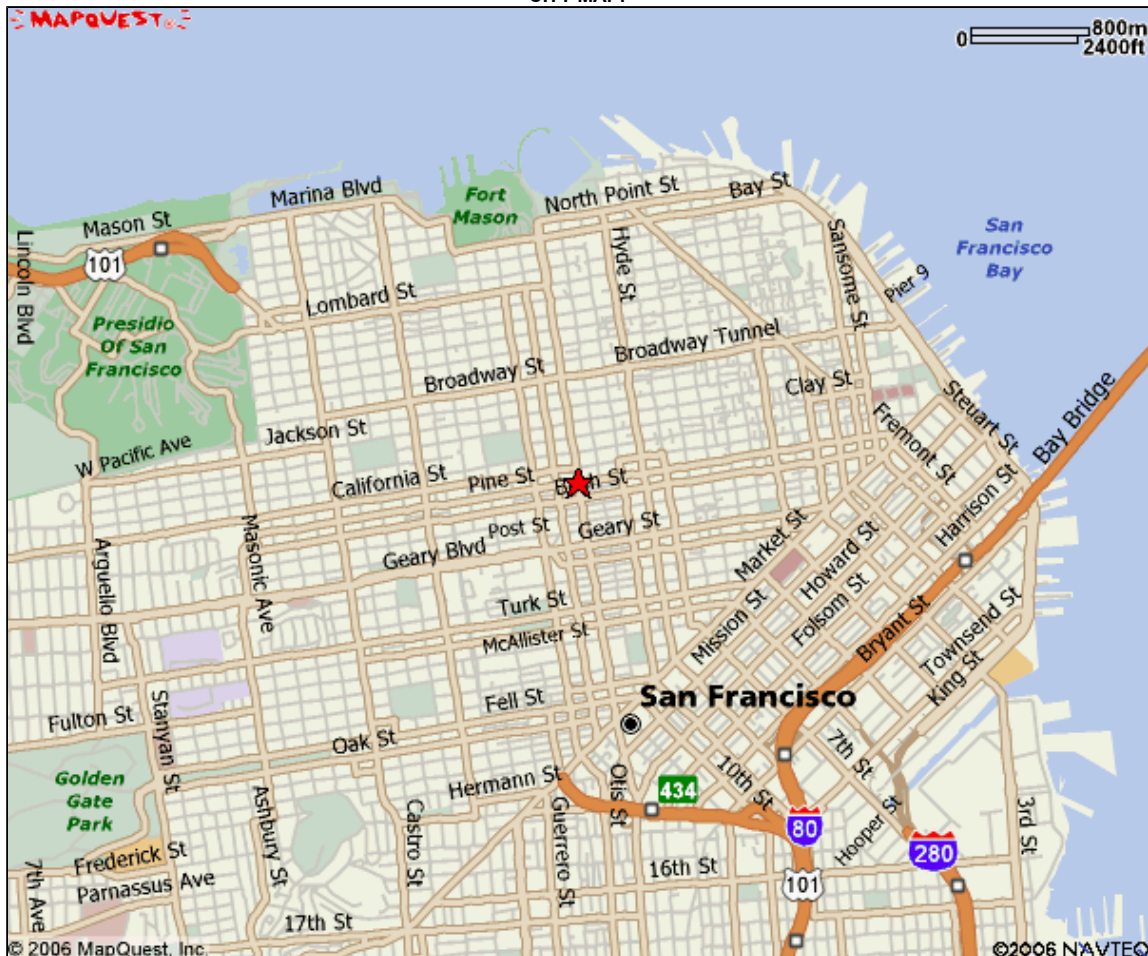 MAPQUEST
0
800m
2400ft
Marina Blvd
Mason St
Fort
Mason
North Point St
Bay St
San
Francisco
Bay
Lincoln Blvd
101
Hyde St
Sansome St
Pier 9
Lombard St
Presidio
Of San
Francisco
Broadway Tunnel
Broadway St
Clay St
Steuart St
Bay Bridge
Jackson St
W Pacific Ave
Fremont St
California St
Pine St
Harrison St
Post St
Geary St
Market St
Howard St
Masonic Ave
Geary Blvd
Arguello Blvd
Turk St
Folsom St
Bryant St
Townsend St
McAllister St
Mission St
King St
Fell St
San Francisco
Fulton St
Stanyan St
Oak St
7th St
Golden
Gate
Park
Hermann St
Otis St
434
10th St
Ashbury St
Castro St
Guerrero St
80
Hooper St
3rd St
280
Frederick St
7th Ave
Parnassus Ave
16th St
101
17th St
© 2006 MapQuest, Inc.
©2006 NAVTEQ